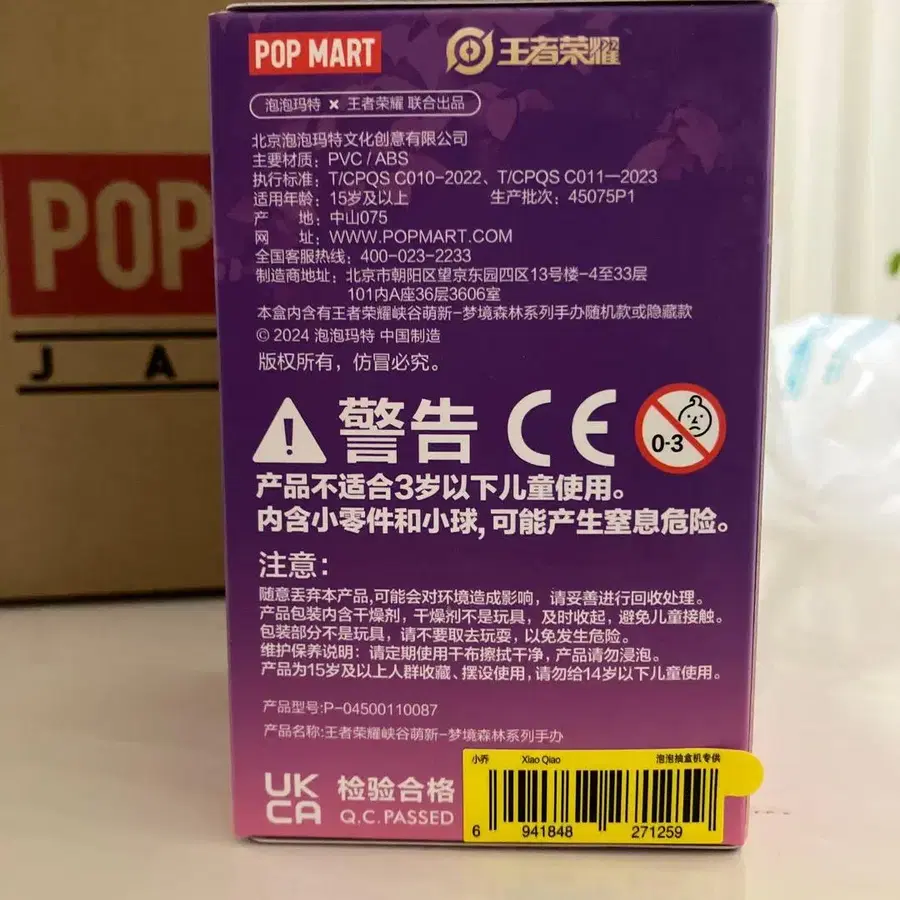 POP MART
王者荣耀
泡泡玛特 × 王者荣耀 联合出品
北京泡泡玛特文化创意有限公司
主要材质：PVC / ABS
执行标准：T/CPQS C010-2022、T/CPQS C011-2023
适用年龄：15岁及以上 生产批次：45075P1
产 地：中山075
网 址：WWW.POPMART.COM
全国客服热线：400-023-2233
制造商地址：北京市朝阳区望京东园四区13号楼-4至33层
101内A座36层3606室
本盒内含有王者荣耀峡谷萌新-梦境森林系列手办随机款或隐藏款
© 2024 泡泡玛特 中国制造
版权所有，仿冒必究。
警告 CE 0-3
产品不适合3岁以下儿童使用。
内含小零件和小球，可能产生窒息危险。
注意：
随意丢弃本产品，可能会对环境造成影响，请妥善进行回收处理。
产品包装内含干燥剂，干燥剂不是玩具，及时收起，避免儿童接触。
包装部分不是玩具，请不要取去玩耍，以免发生危险。
维护保养说明：请定期使用干布擦拭干净，产品请勿浸泡。
产品为15岁及以上人群收藏、摆设使用，请勿给14岁以下儿童使用。
产品型号:P-04500110087
产品名称:王者荣耀峡谷萌新-梦境森林系列手办
UK
CA
检验合格
Q.C.PASSED
小乔 Xiao Qiao 泡泡抽盒机专供
6 941848 271259
POP
J A